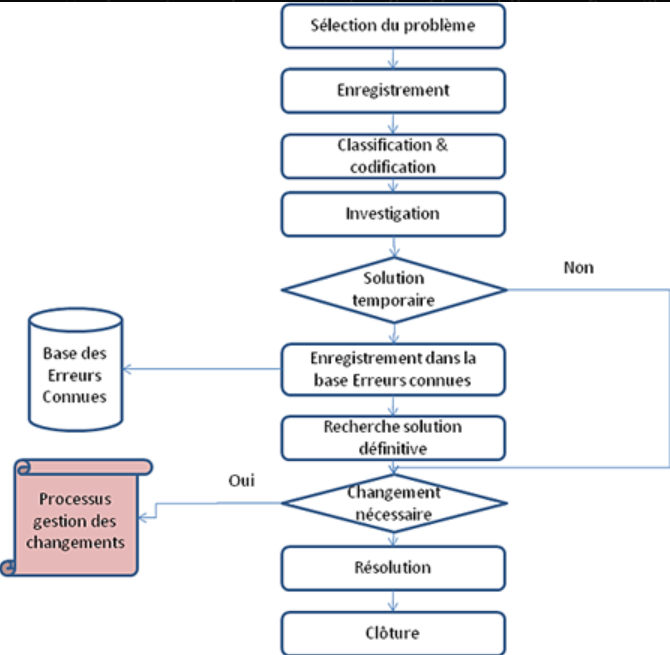 Sélection du problème
Enregistrement
Classification &
codification
Investigation
Solution
temporaire
Non
Base des
Erreurs
Connues
Enregistrement dans la
base Erreurs connues
Recherche solution
définitive
Oui
Changement
nécessaire
Processus
gestion des
changements
Résolution
Clôture